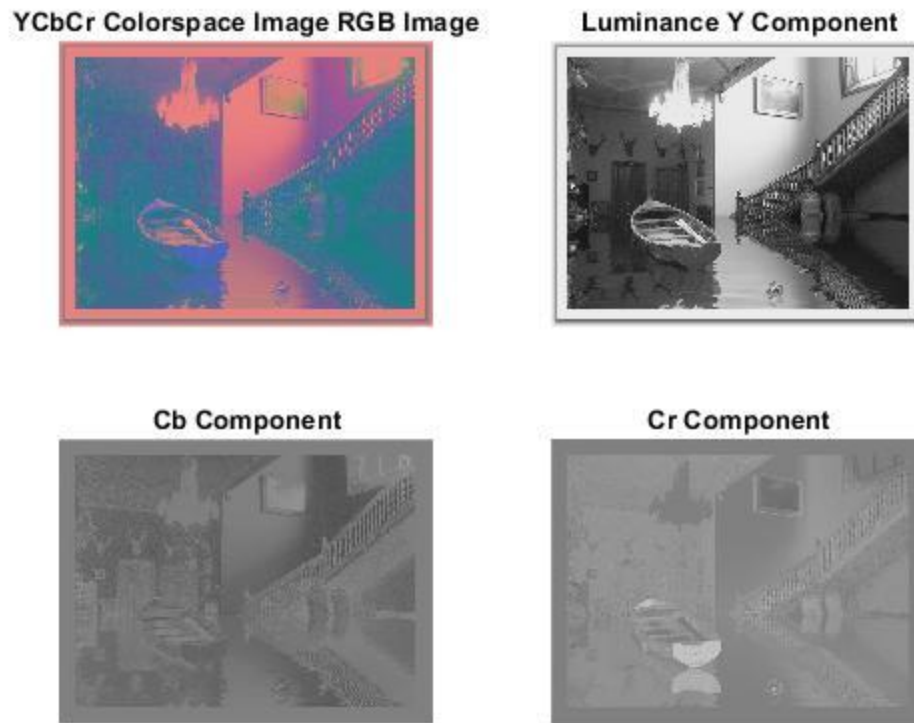 YCbCr Colorspace Image RGB Image
Luminance Y Component
Cb Component
Cr Component